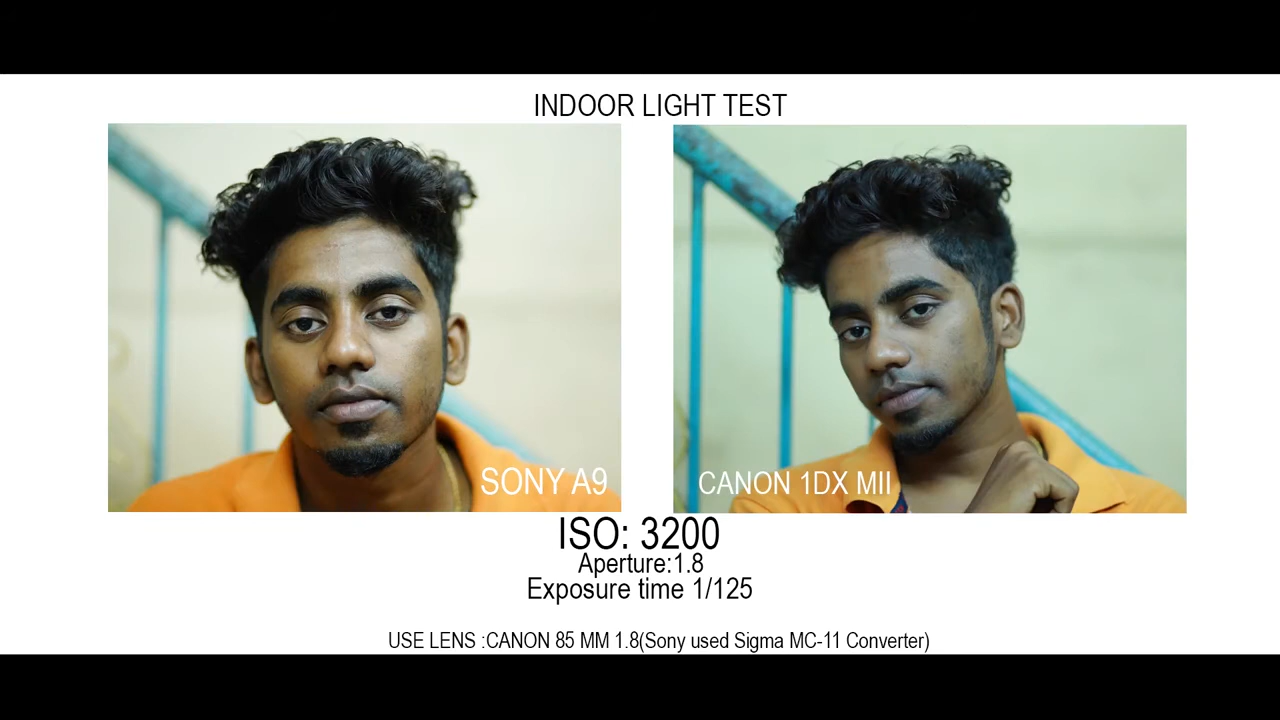 INDOOR LIGHT TEST
SONY A9
CANON 1DX MII
ISO: 3200
Aperture:1.8
Exposure time 1/125
USE LENS :CANON 85 MM 1.8(Sony used Sigma MC-11 Converter)